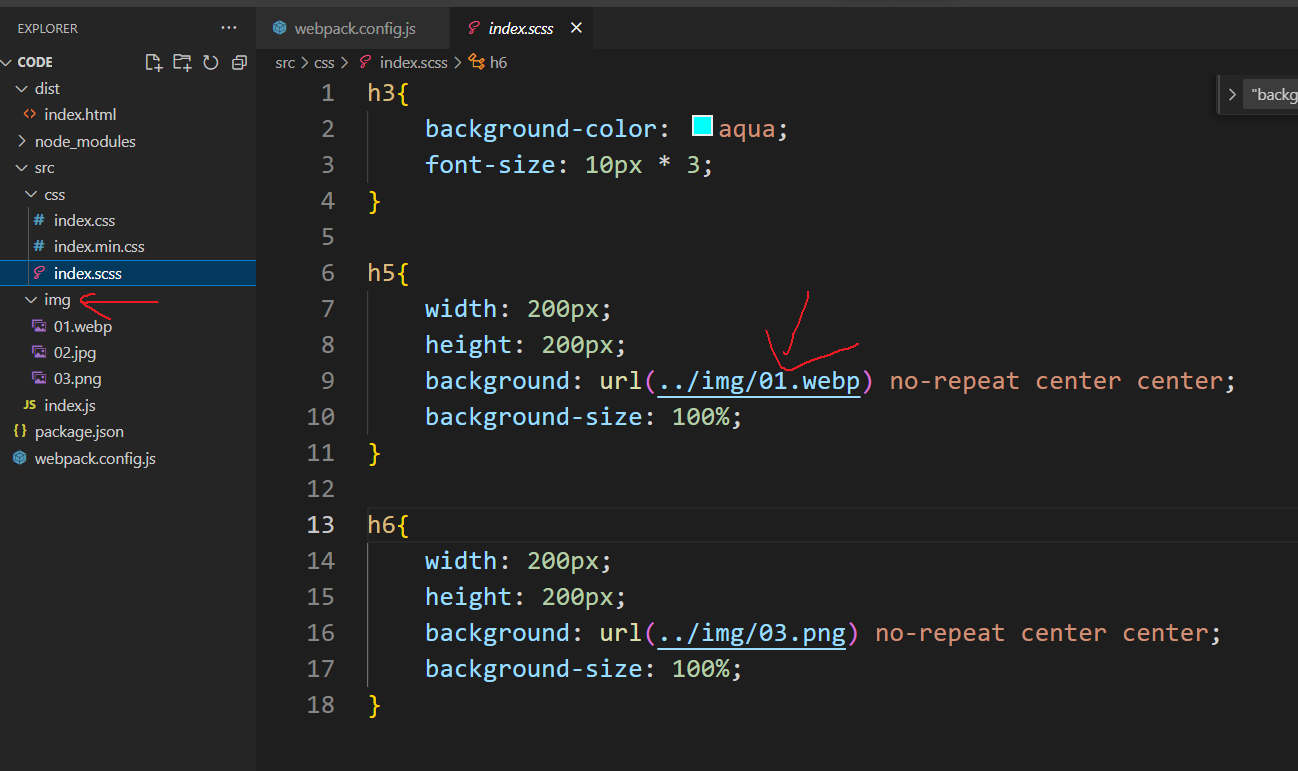 EXPLORER ...
CODE
dist
index.html
node_modules
src
css
# index.css
# index.min.css
index.scss
img
01.webp
02.jpg
03.png
JS index.js
{} package.json
webpack.config.js
webpack.config.js index.scss
src > css > index.scss > h6
> "backg
1 h3{
2 background-color: aqua;
3 font-size: 10px * 3;
4 }
5
6 h5{
7 width: 200px;
8 height: 200px;
9 background: url(../img/01.webp) no-repeat center center;
10 background-size: 100%;
11 }
12
13 h6{
14 width: 200px;
15 height: 200px;
16 background: url(../img/03.png) no-repeat center center;
17 background-size: 100%;
18 }